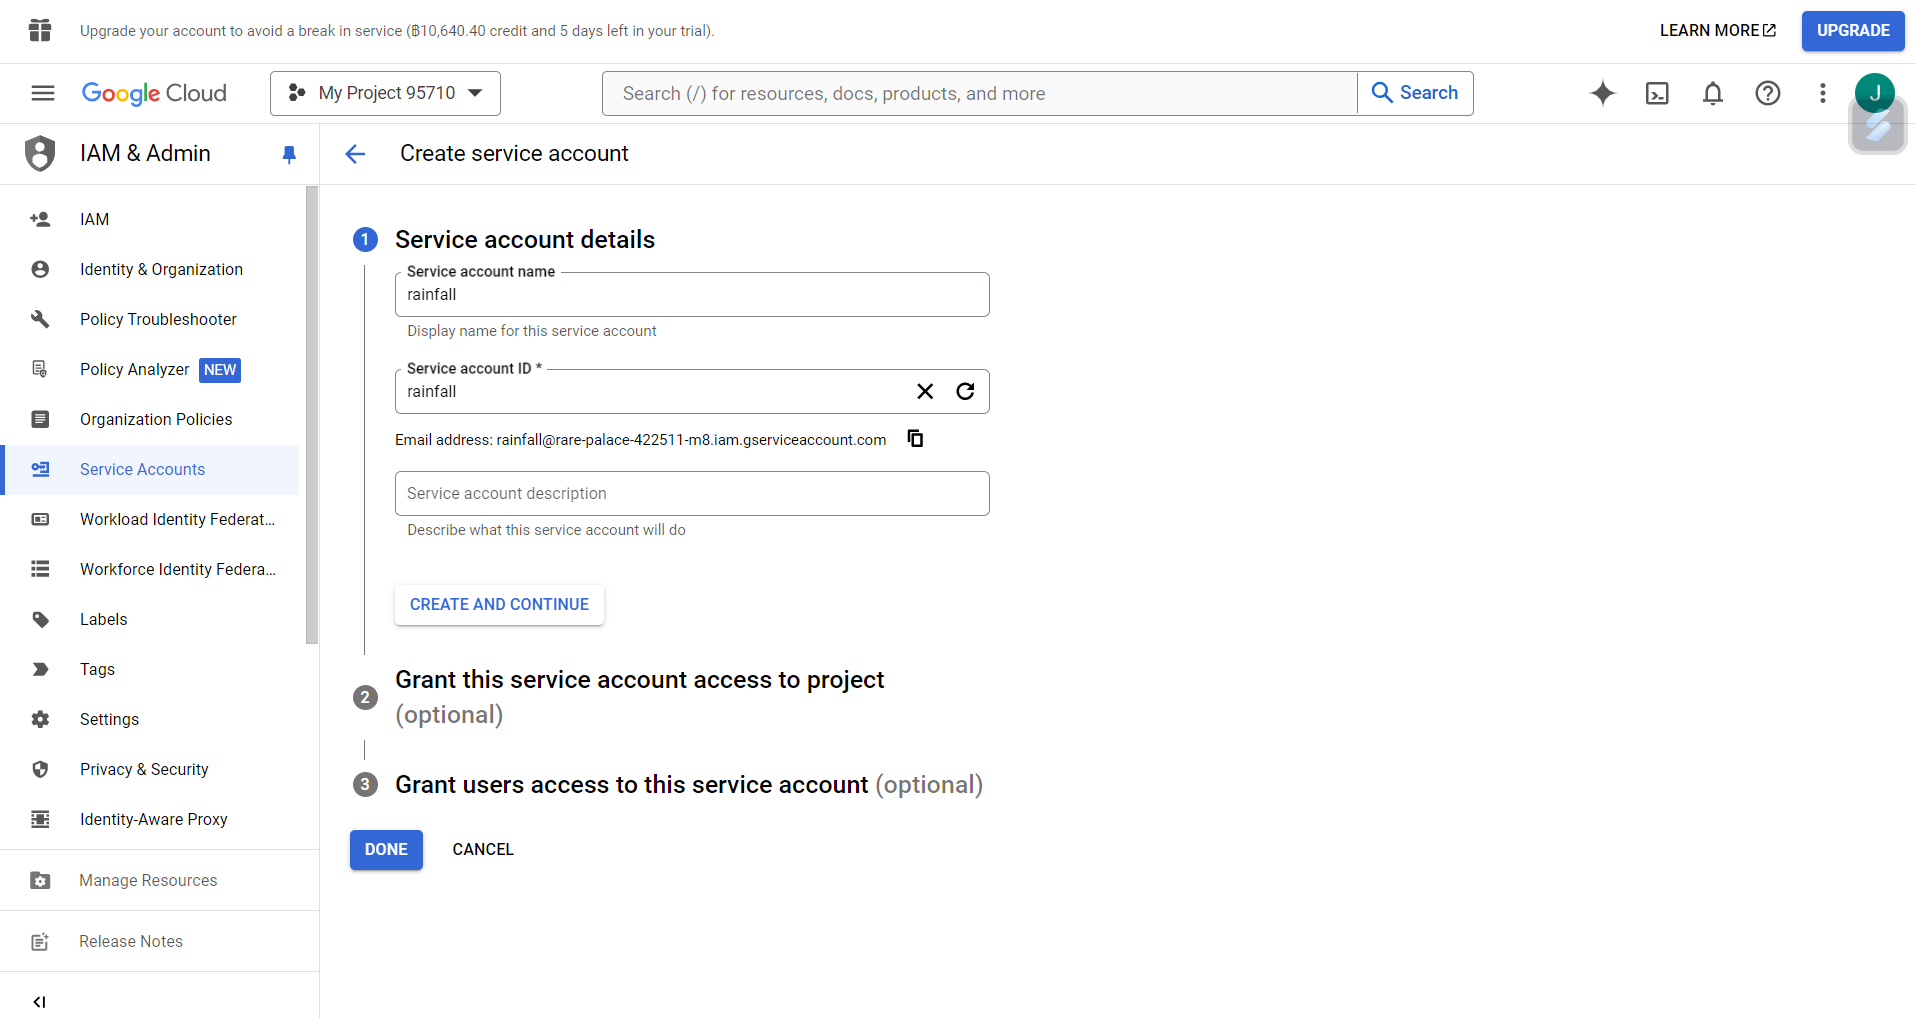 Upgrade your account to avoid a break in service (฿10,640.40 credit and 5 days left in your trial).
LEARN MORE
UPGRADE
Google Cloud
My Project 95710
Search (/) for resources, docs, products, and more
Search
J
IAM & Admin
Create service account
IAM
Identity & Organization
Policy Troubleshooter
Policy Analyzer NEW
Organization Policies
Service Accounts
Workload Identity Federat...
Workforce Identity Federa...
Labels
Tags
Settings
Privacy & Security
Identity-Aware Proxy
Manage Resources
Release Notes
1 Service account details
Service account name
rainfall
Display name for this service account
Service account ID *
rainfall
Email address: rainfall@rare-palace-422511-m8.iam.gserviceaccount.com
Service account description
Describe what this service account will do
CREATE AND CONTINUE
2 Grant this service account access to project
(optional)
3 Grant users access to this service account (optional)
DONE
CANCEL